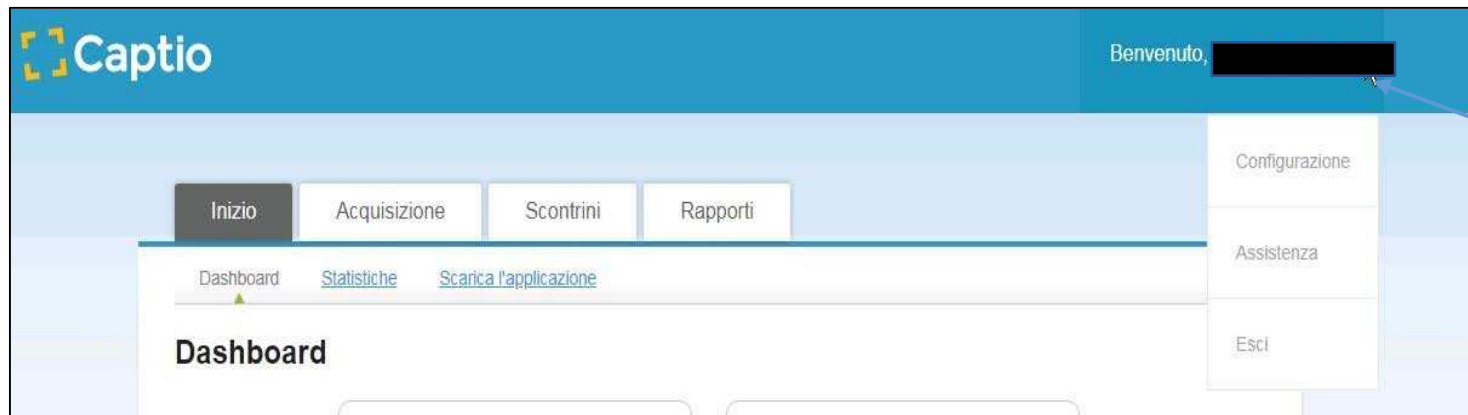 Captio
Benvenuto,
Configurazione
Inizio Acquisizione Scontrini Rapporti
Assistenza
Dashboard Statistiche Scarica l'applicazione
Esci
Dashboard